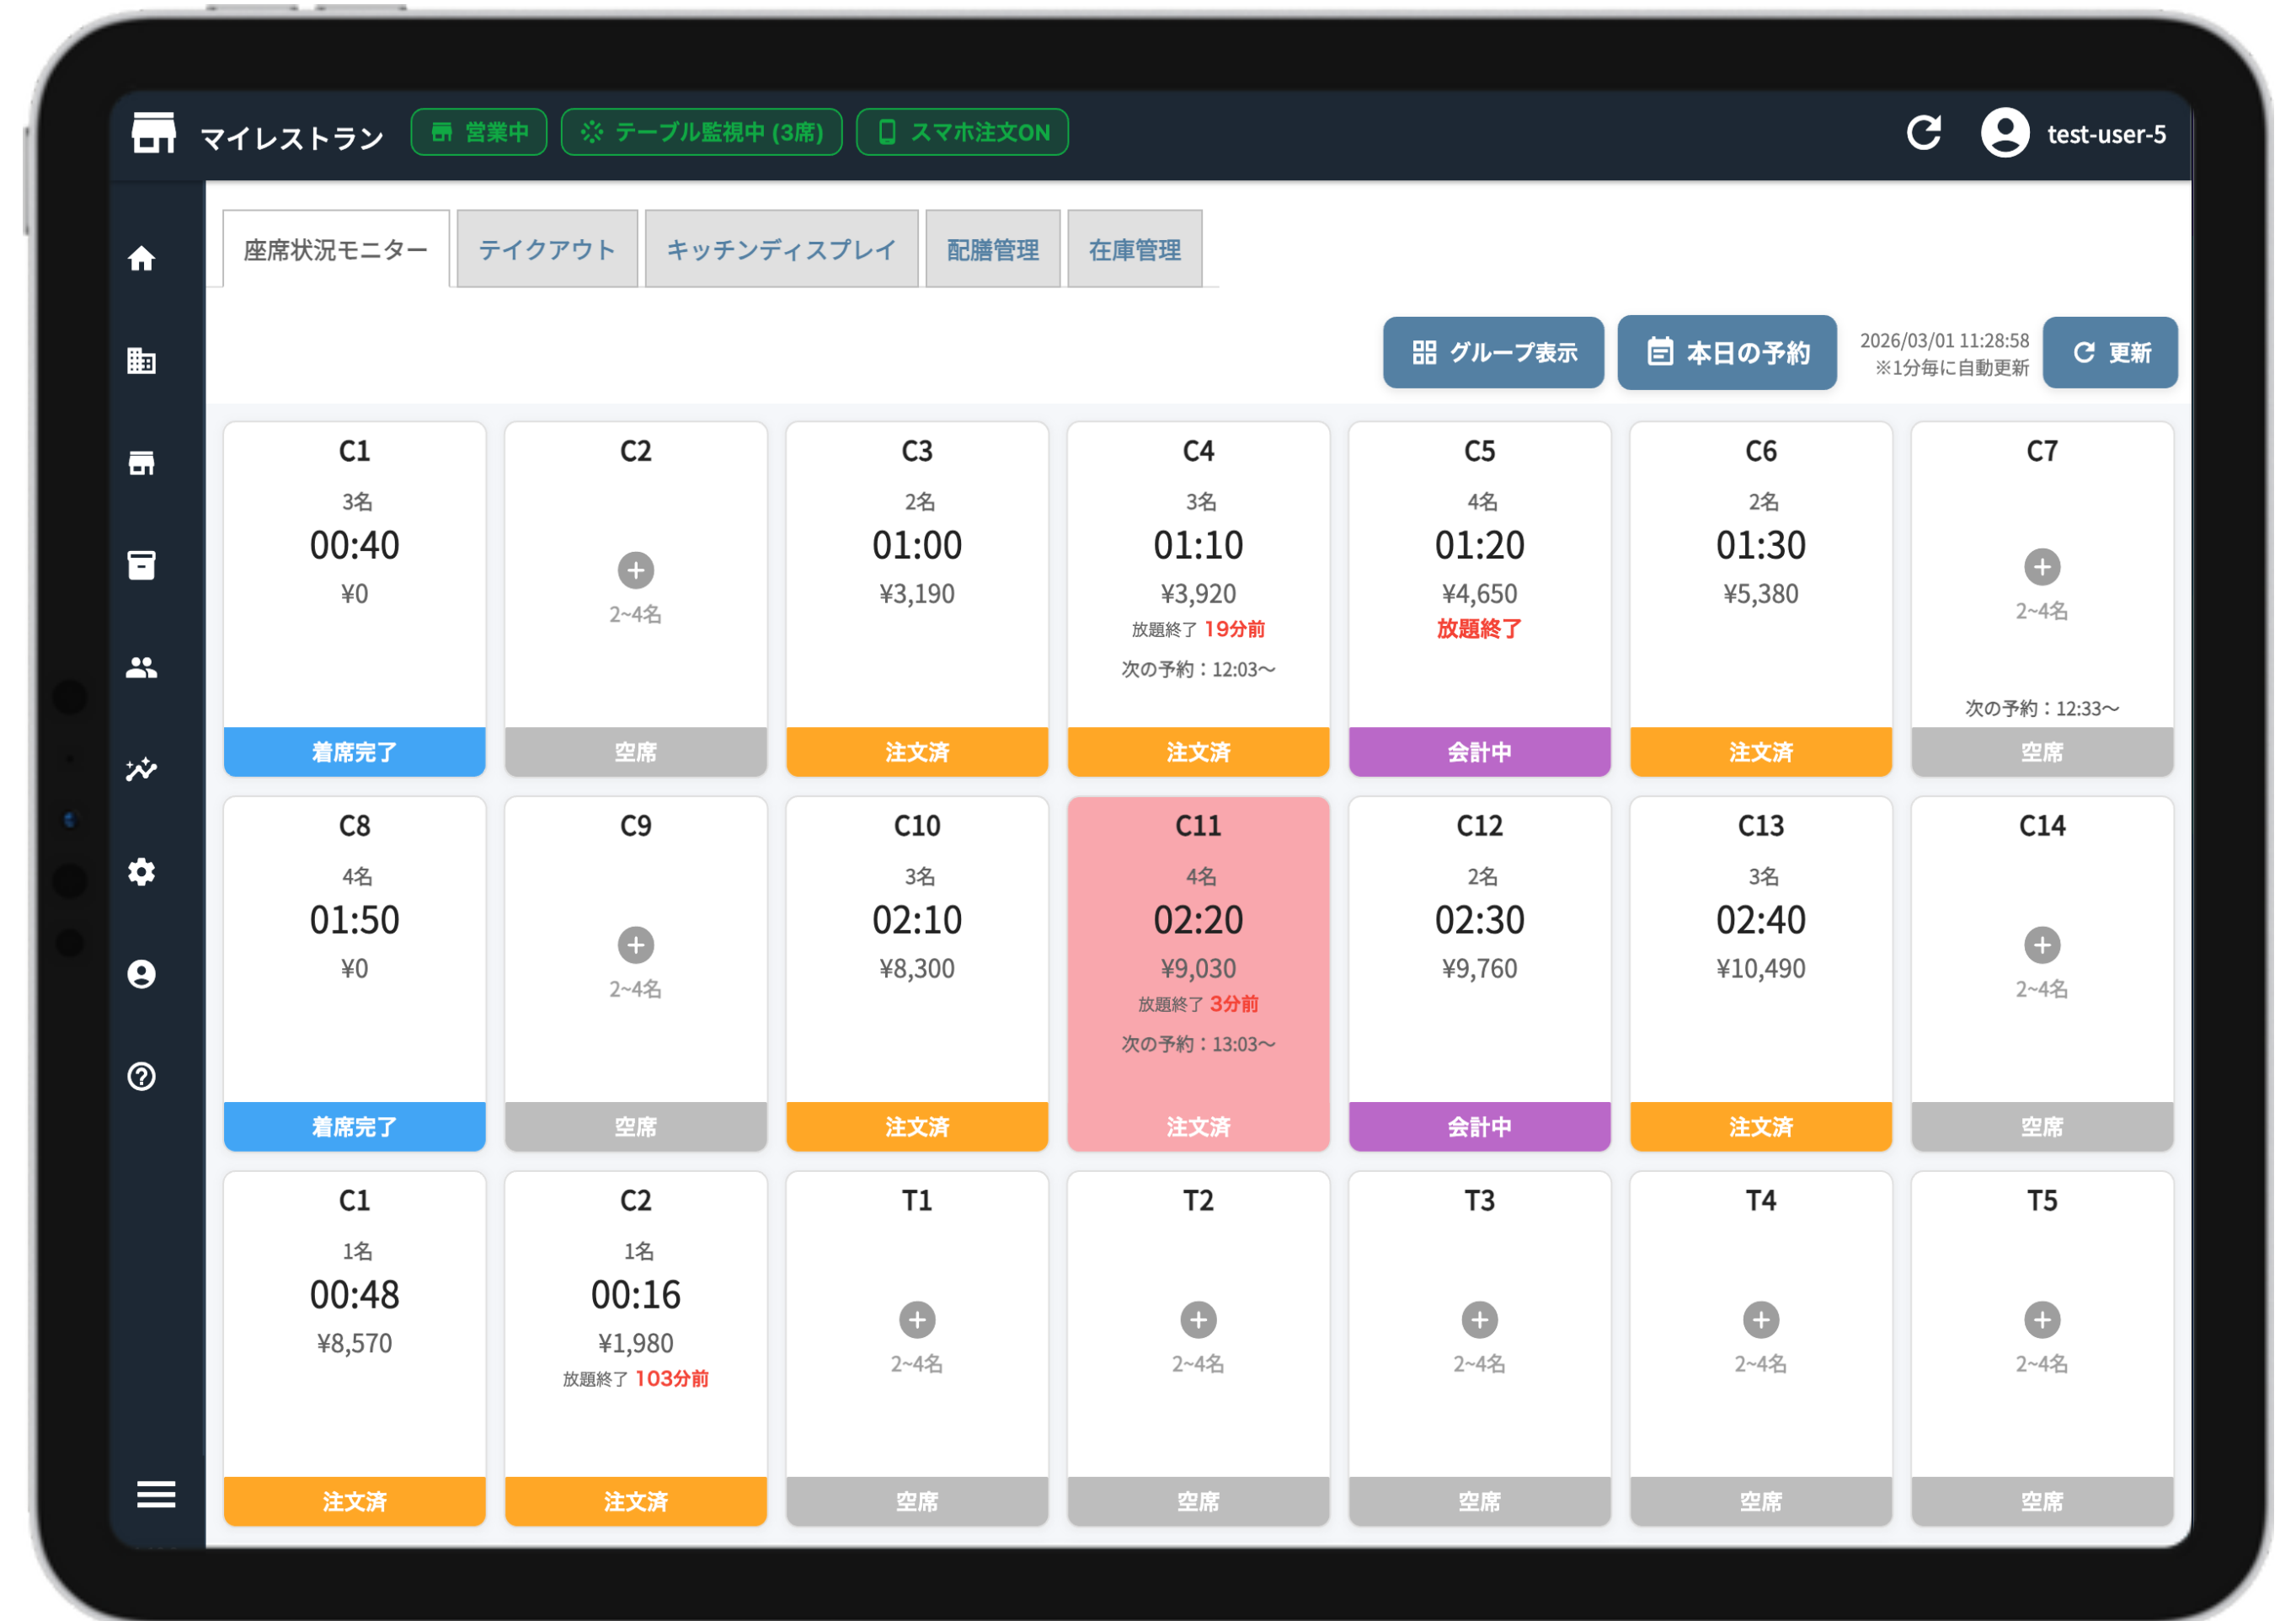 マイレストラン
営業中
テーブル監視中 (3席)
スマホ注文ON
test-user-5
座席状況モニター
テイクアウト
キッチンディスプレイ
配膳管理
在庫管理
グループ表示
本日の予約
2026/03/01 11:28:58
※1分毎に自動更新
更新
C1
3名
00:40
¥0
着席完了
C2
2~4名
空席
C3
2名
01:00
¥3,190
注文済
C4
3名
01:10
¥3,920
放題終了 19分前
次の予約：12:03～
注文済
C5
4名
01:20
¥4,650
放題終了
会計中
C6
2名
01:30
¥5,380
注文済
C7
2~4名
次の予約：12:33～
空席
C8
4名
01:50
¥0
着席完了
C9
2~4名
空席
C10
3名
02:10
¥8,300
注文済
C11
4名
02:20
¥9,030
放題終了 3分前
次の予約：13:03～
注文済
C12
2名
02:30
¥9,760
会計中
C13
3名
02:40
¥10,490
注文済
C14
2~4名
空席
C1
1名
00:48
¥8,570
注文済
C2
1名
00:16
¥1,980
放題終了 103分前
注文済
T1
2~4名
空席
T2
2~4名
空席
T3
2~4名
空席
T4
2~4名
空席
T5
2~4名
空席